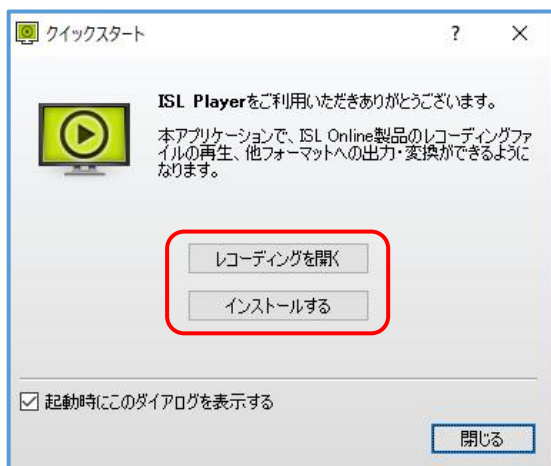 クイックスタート
?
ISL Playerをご利用いただきありがとうございます。
本アプリケーションで、ISL Online製品のレコーディングファ
イルの再生、他フォーマットへの出力・変換ができるように
なります。
レコーディングを開く
インストールする
起動時にこのダイアログを表示する
閉じる